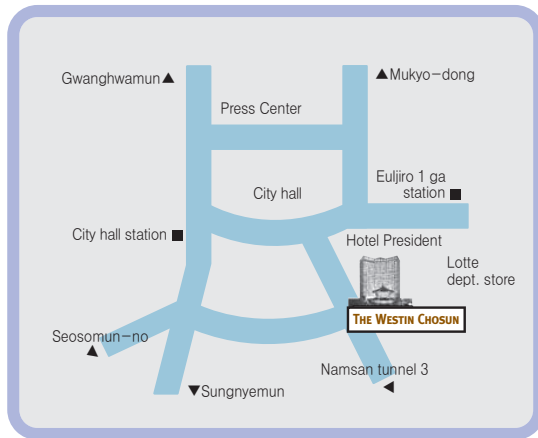 Gwanghwamun▲
▲Mukyo-dong
Press Center
Euljiro 1 ga
station ■
City hall
City hall station ■
Hotel President
Lotte
dept. store
THE WESTIN CHOSUN
Seosomun-no
▲
Namsan tunnel 3
◀
▼Sungnyemun